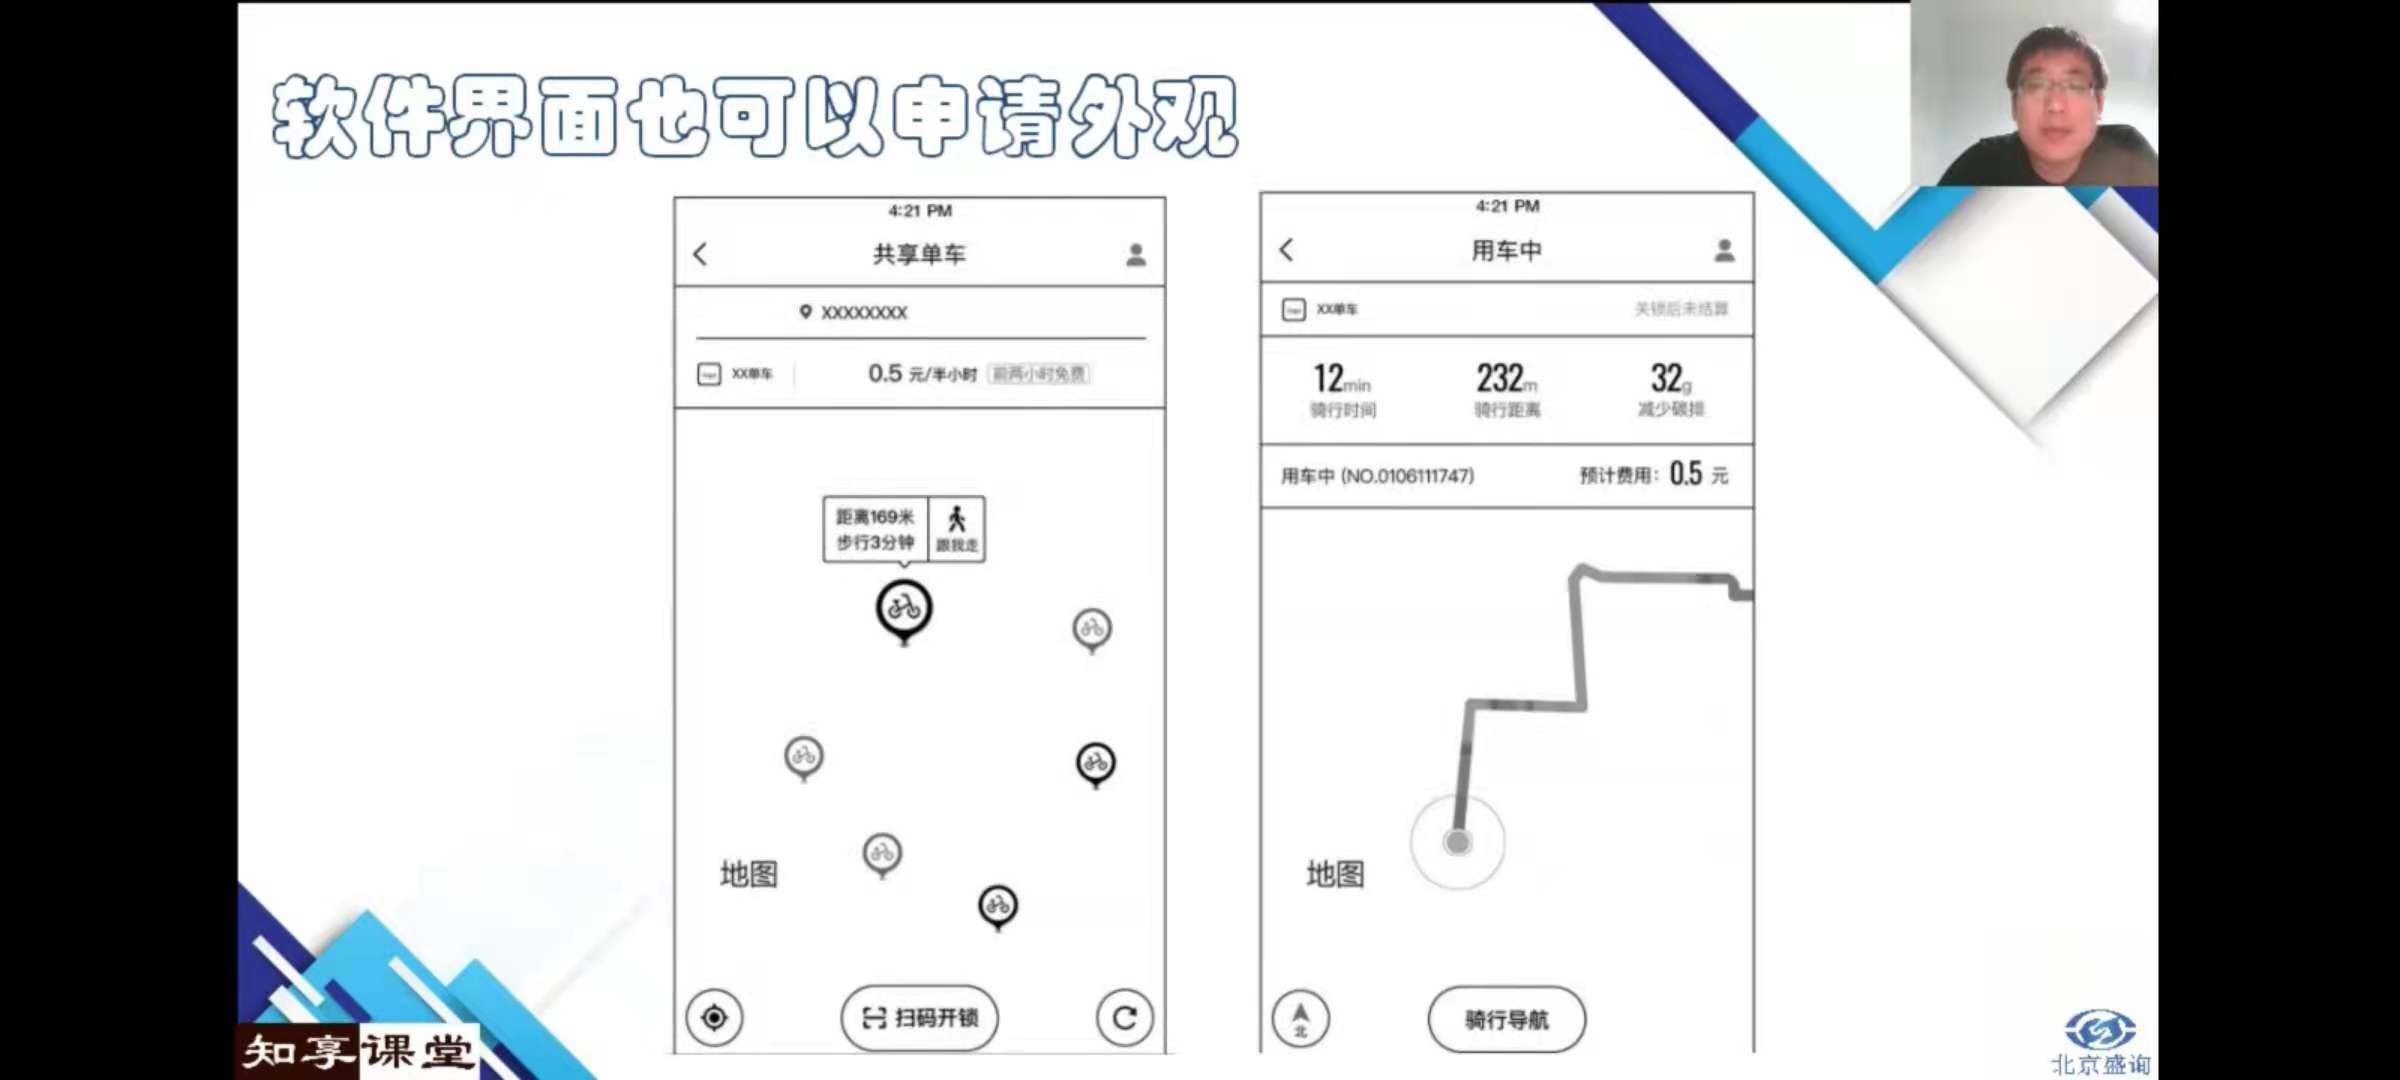 软件界面也可以申请外观
4:21 PM
共享单车
XXXXXXXX
XX单车
0.5 元/半小时 前两小时免费
距离169米
步行3分钟
跟我走
地图
扫码开锁
4:21 PM
用车中
XX单车
关锁后未结算
12min 232m 32g
骑行时间 骑行距离 减少碳排
用车中 (NO.0106111747)
预计费用: 0.5 元
地图
北
骑行导航
知享课堂
北京盛询